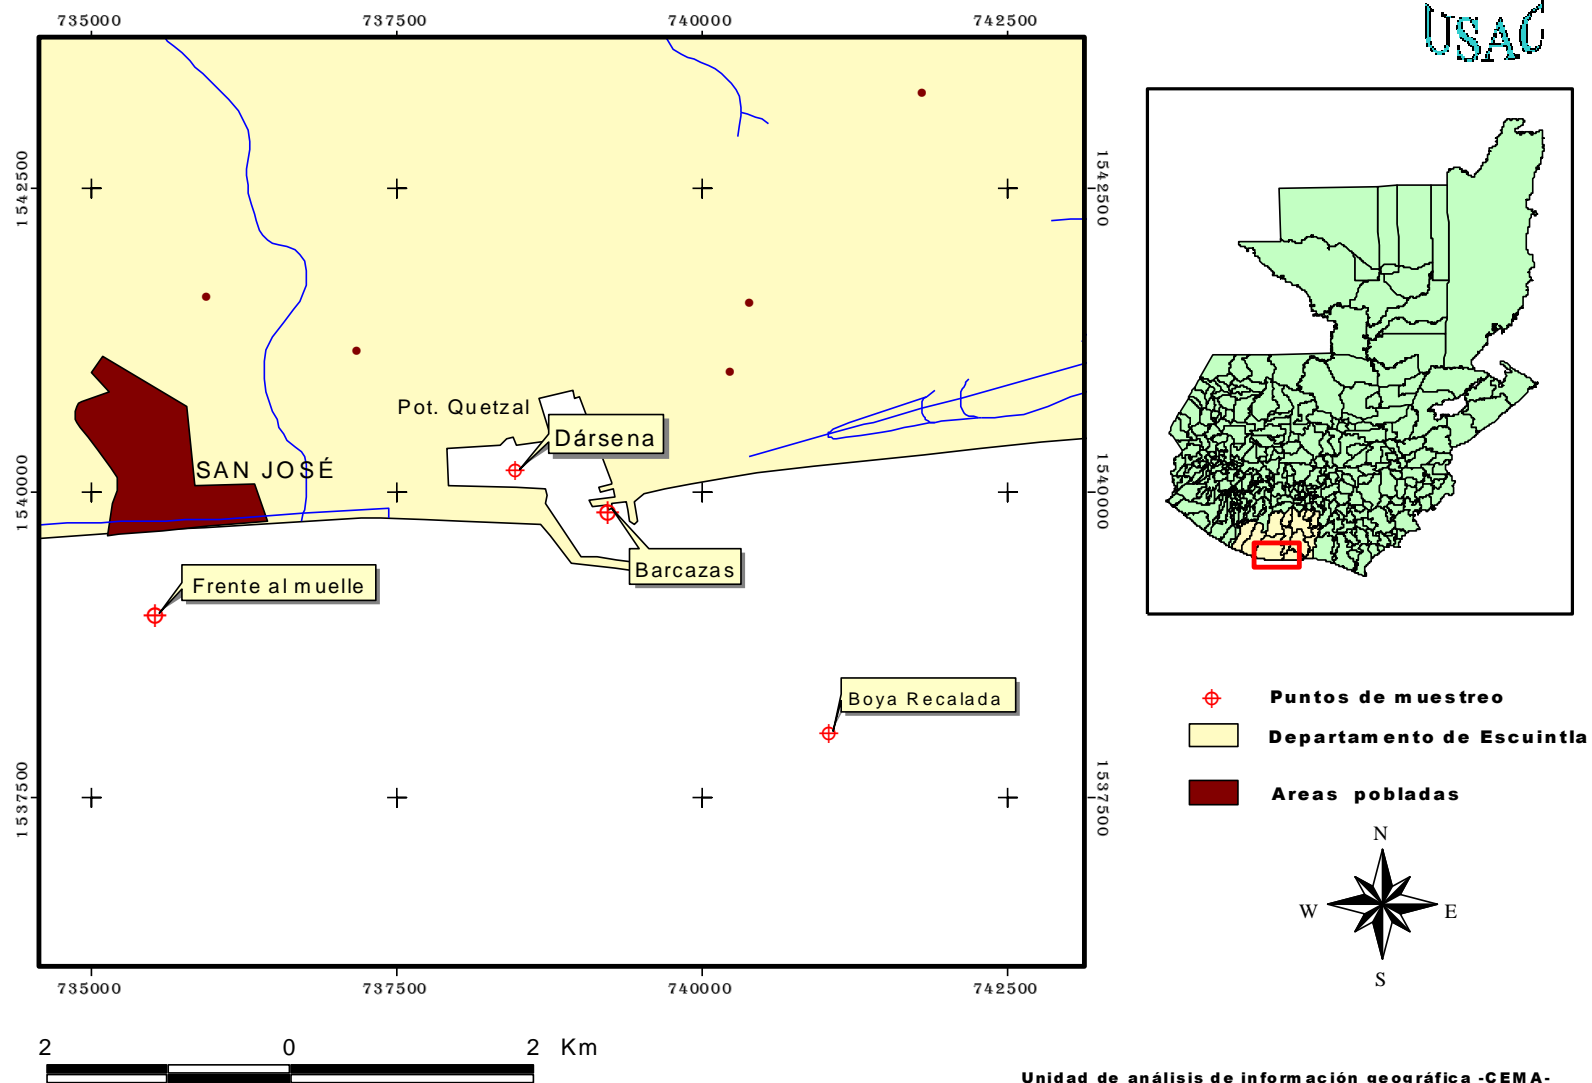 735000 737500 740000 742500
USAC
1542500 1542500
Pot. Quetzal
Dársena
SAN JOSÉ
1540000 1540000
Barcazas
Frente al muelle
Boya Recalada
1537500 1537500
735000 737500 740000 742500
Puntos de muestreo
Departamento de Escuintla
Areas pobladas
N
W E
S
2 0 2 Km
Unidad de análisis de información geográfica -CEMA-